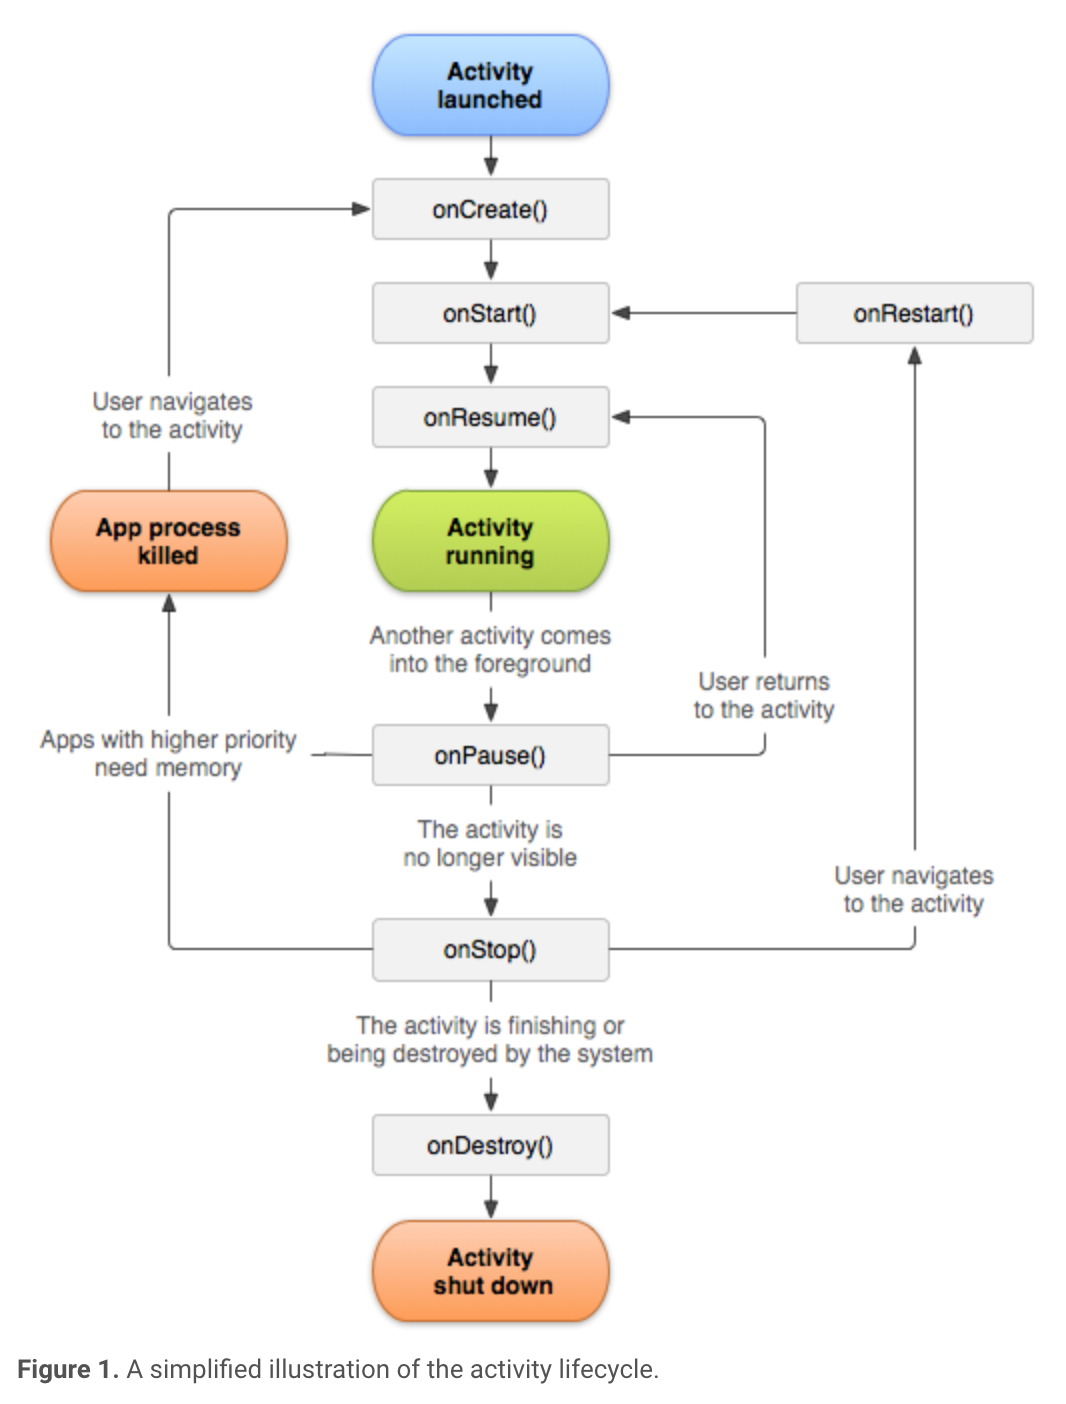 Activity
launched
onCreate()
onStart()
onRestart()
User navigates
to the activity
onResume()
App process
killed
Activity
running
Another activity comes
into the foreground
User returns
to the activity
Apps with higher priority
need memory
onPause()
The activity is
no longer visible
User navigates
to the activity
onStop()
The activity is finishing or
being destroyed by the system
onDestroy()
Activity
shut down
Figure 1. A simplified illustration of the activity lifecycle.